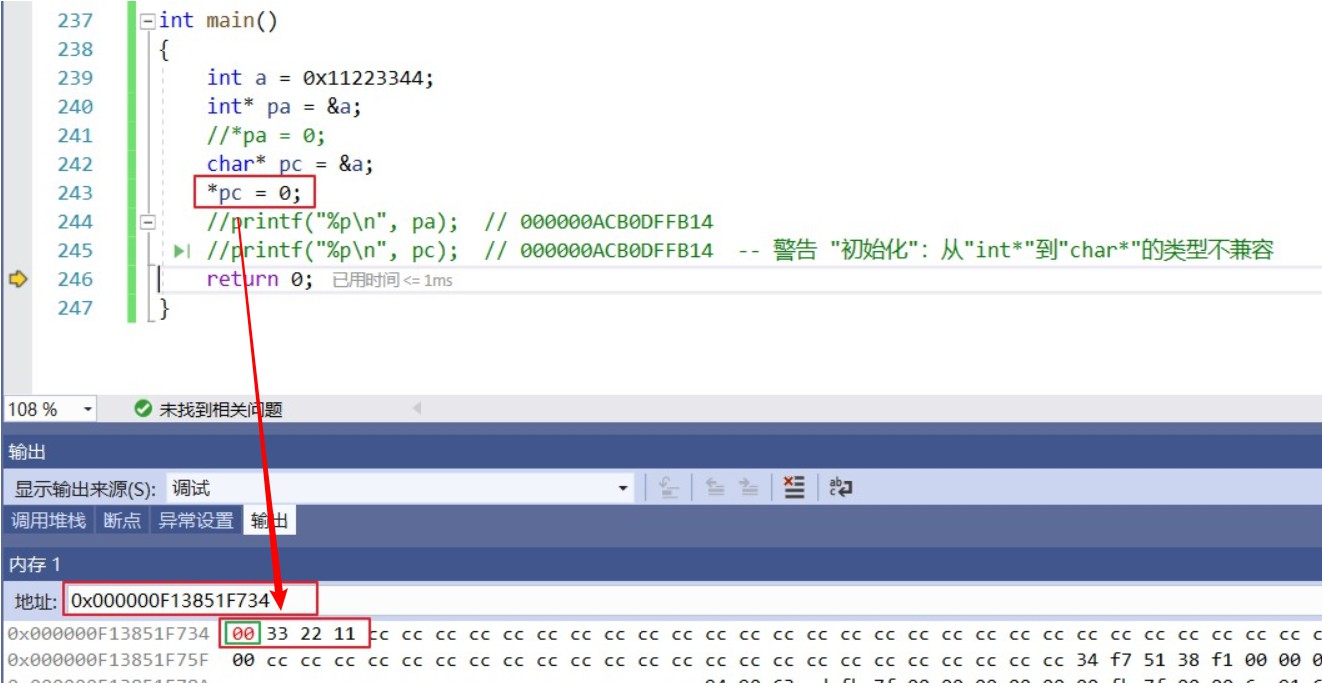 237 int main()
238 {
239 int a = 0x11223344;
240 int* pa = &a;
241 //*pa = 0;
242 char* pc = &a;
243 *pc = 0;
244 //printf("%p\n", pa); // 000000ACB0DFFB14
245 //printf("%p\n", pc); // 000000ACB0DFFB14 -- 警告 "初始化": 从"int*"到"char*"的类型不兼容
246 return 0; 已用时间 <= 1ms
247 }
108 % 未找到相关问题
输出
显示输出来源(S): 调试
调用堆栈 断点 异常设置 输出
内存 1
地址: 0x000000F13851F734
0x000000F13851F734 00 33 22 11 cc cc cc cc cc cc cc cc cc cc cc cc cc cc cc cc cc cc cc cc cc cc cc cc cc cc cc cc c
0x000000F13851F75F 00 cc cc cc cc cc cc cc cc cc cc cc cc cc cc cc cc cc cc cc cc cc cc cc cc 34 f7 51 38 f1 00 00 0